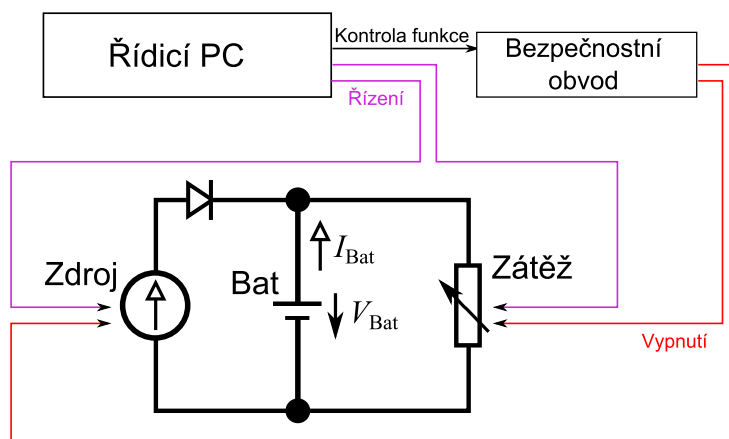 Řídicí PC
Kontrola funkce
Bezpečnostní
obvod
Řízení
Zdroj
Bat
I_Bat
V_Bat
Zátěž
Vypnutí